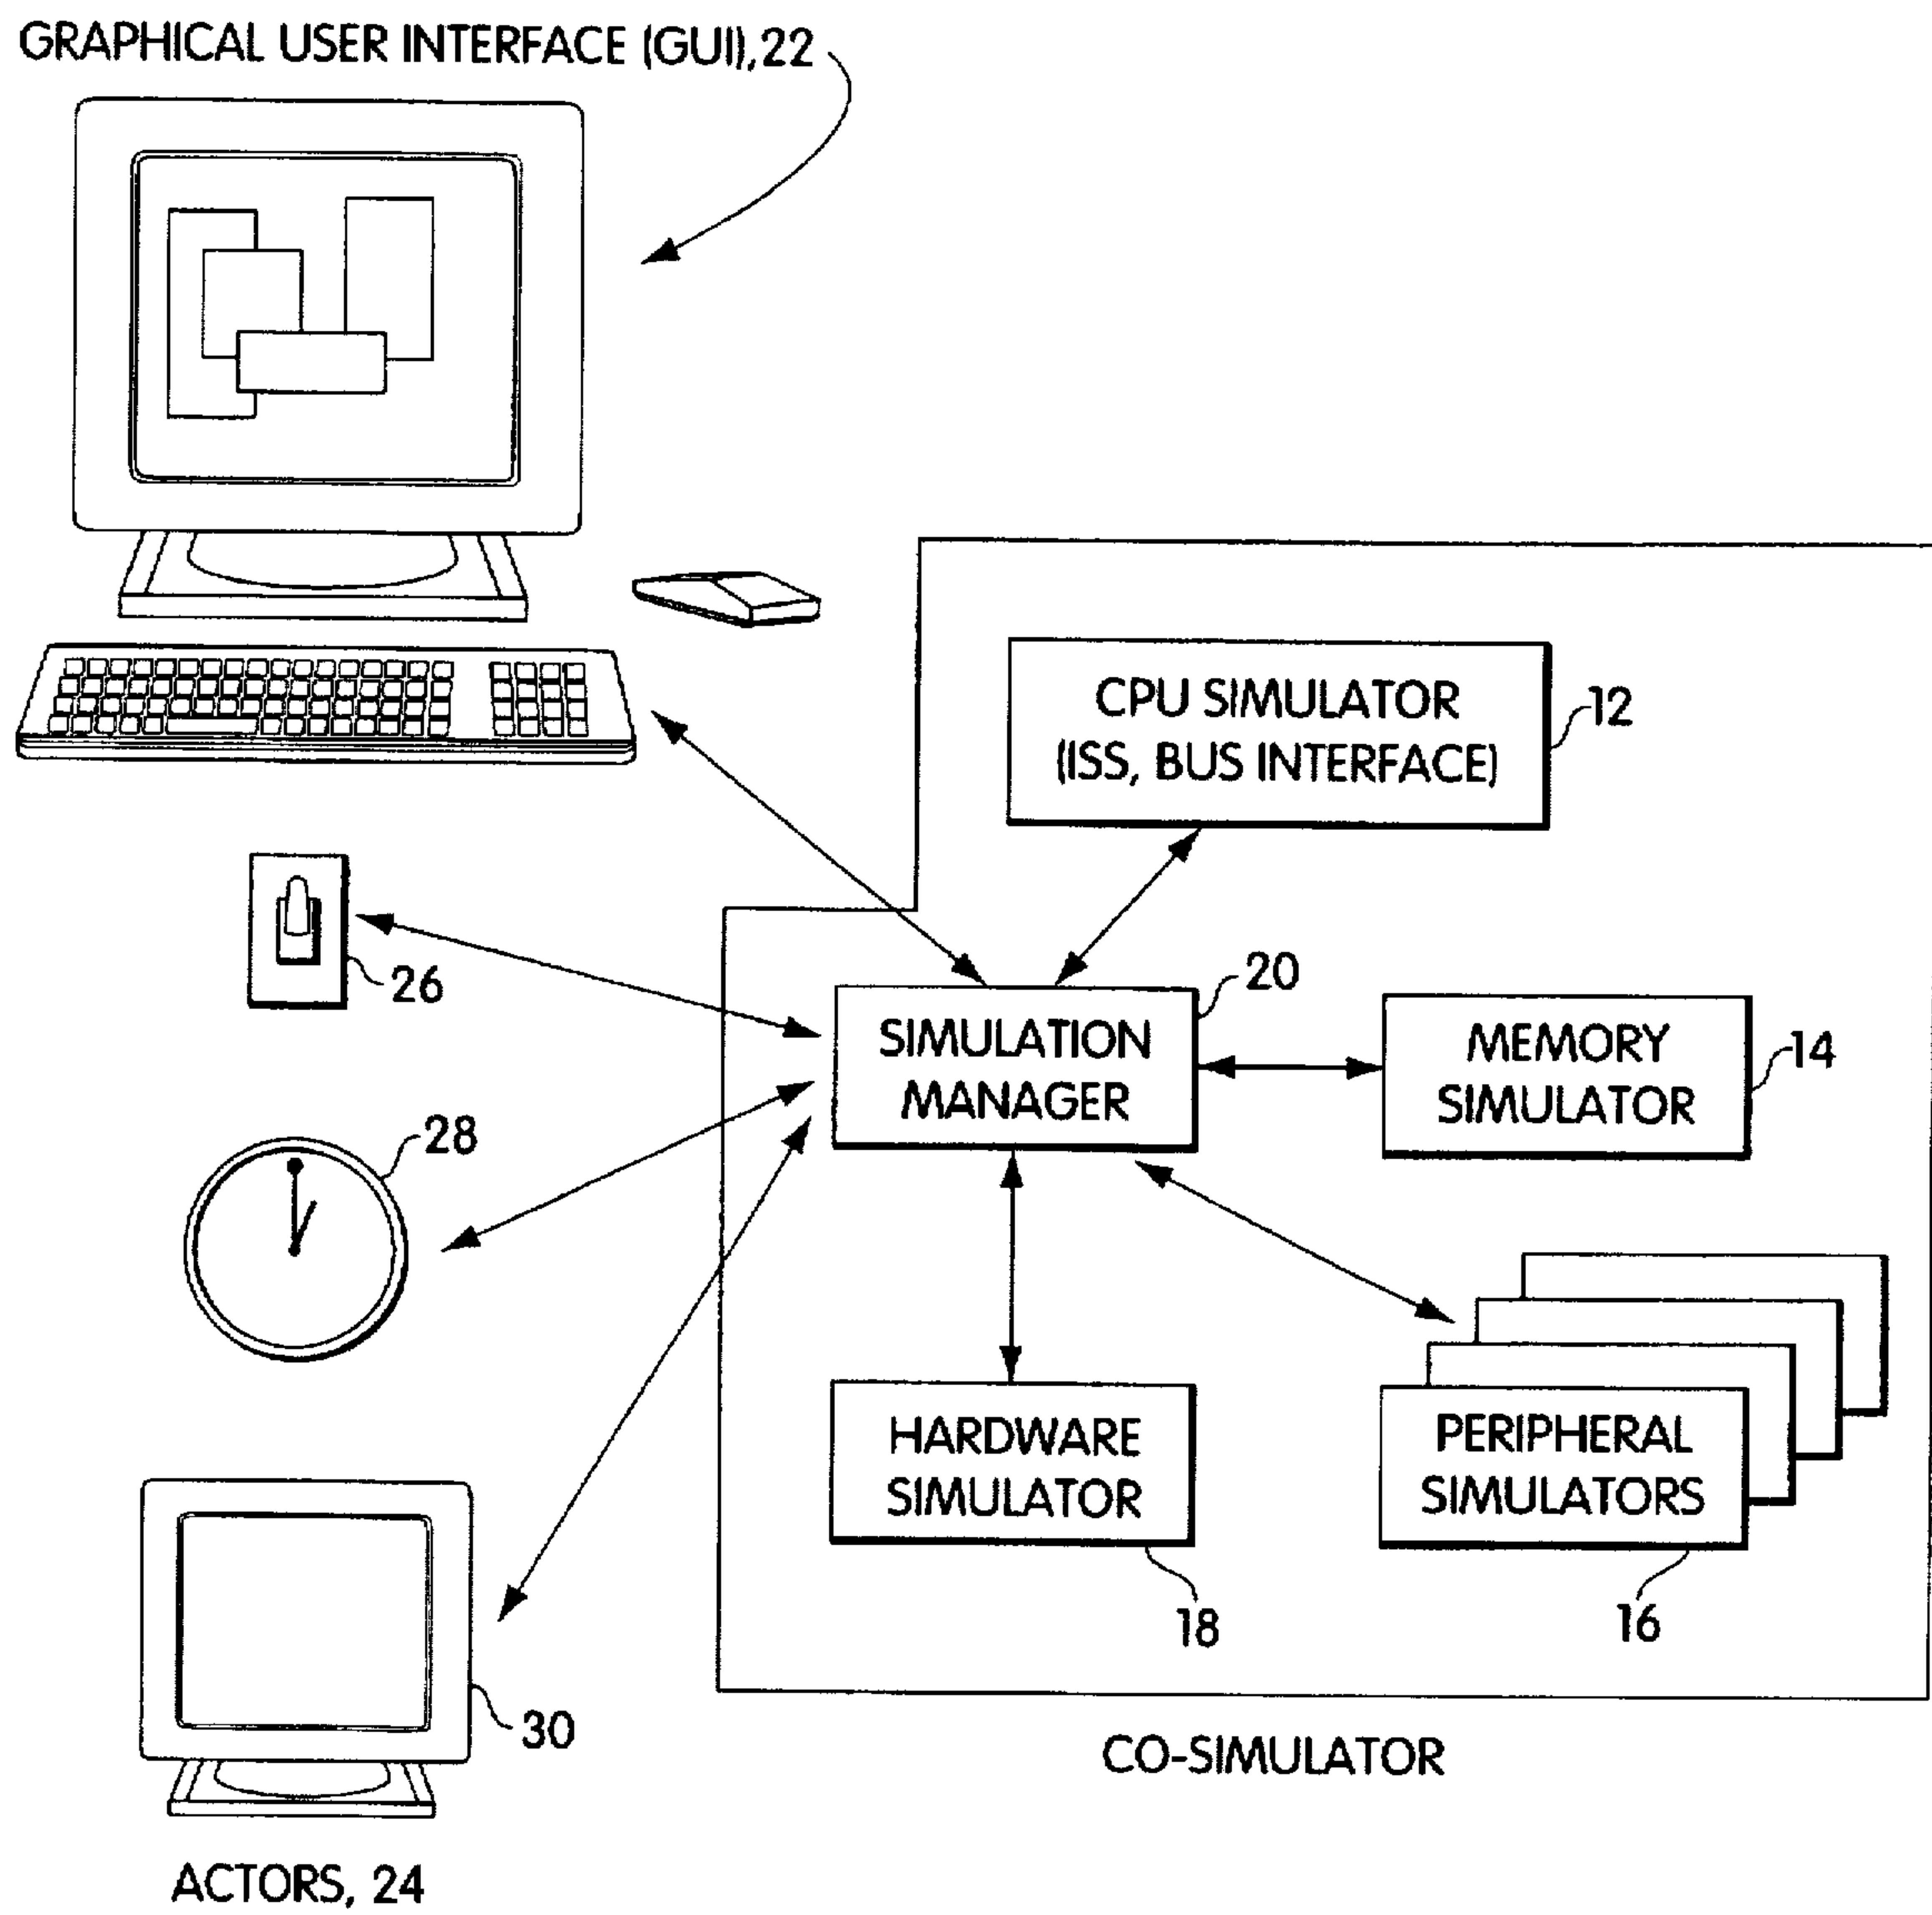 GRAPHICAL USER INTERFACE (GUI),22
CPU SIMULATOR
(ISS, BUS INTERFACE)
12
26
20
SIMULATION
MANAGER
MEMORY
SIMULATOR
14
28
HARDWARE
SIMULATOR
18
PERIPHERAL
SIMULATORS
16
30
CO-SIMULATOR
ACTORS, 24